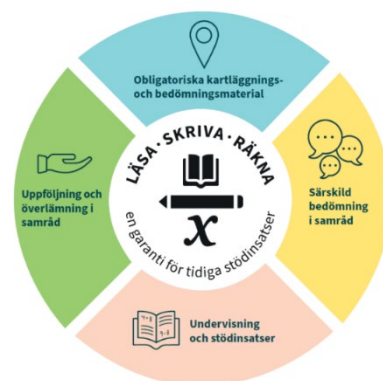 Obligatoriska kartläggnings-
och bedömningsmaterial
Särskild
bedömning
i samråd
Undervisning
och stödinsatser
Uppföljning och
överlämning i
samråd
LÄSA · SKRIVA · RÄKNA
x
en garanti för tidiga stödinsatser